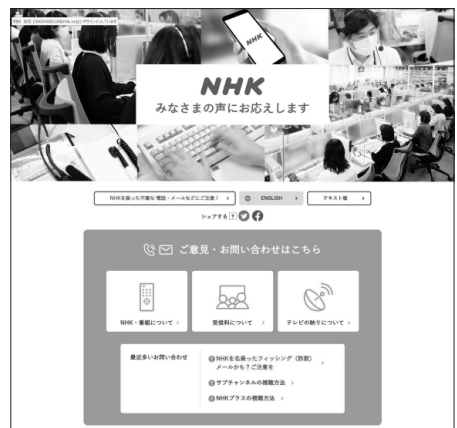 NHK
NHK
みなさまの声にお応えします
NHKを装った不審な 電話・メールなどにご注意！
ENGLISH
テキスト版
シェアする ?
ご意見・お問い合わせはこちら
NHK・番組について
受信料について
テレビの映りについて
最近多いお問い合わせ
NHKを名乗ったフィッシング（詐欺）
メールかも？ご注意を
サブチャンネルの視聴方法
NHKプラスの視聴方法